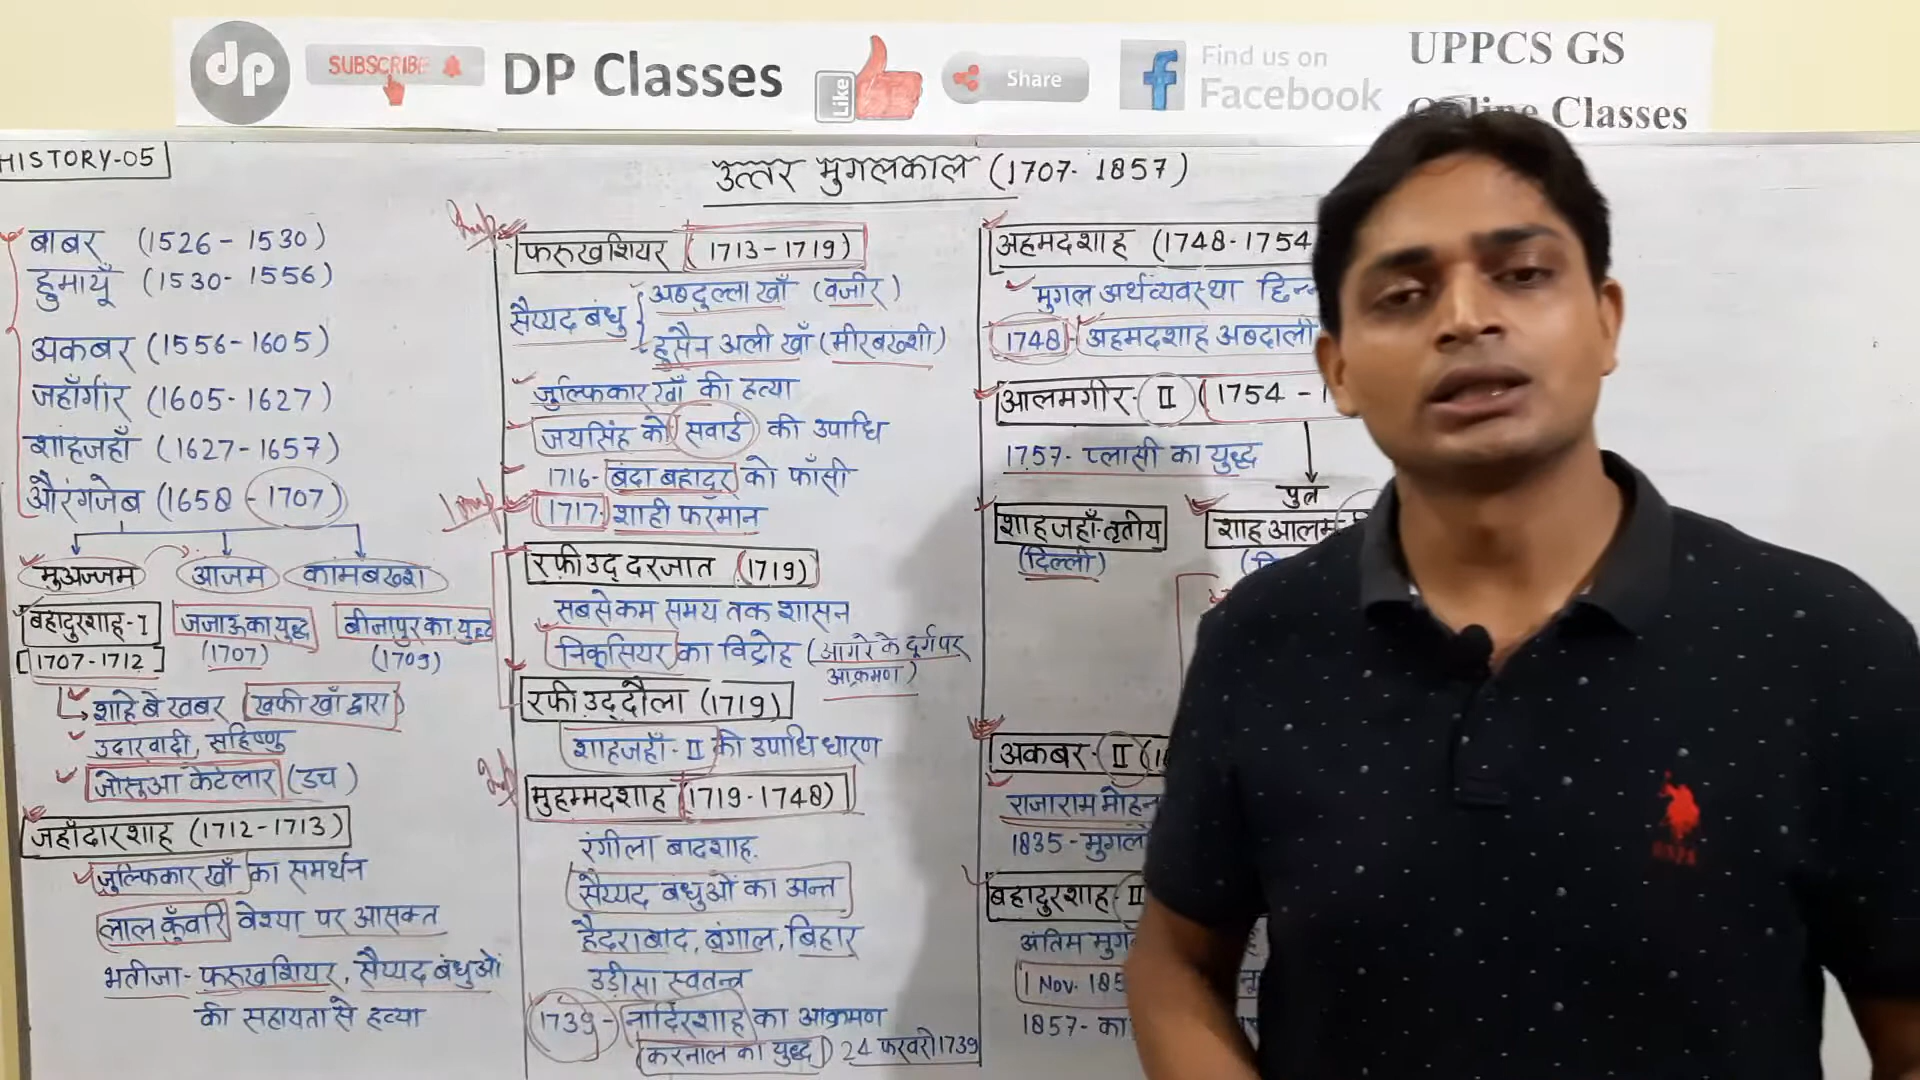 dp
SUBSCRIBE
DP Classes
Like
Share
Find us on
Facebook
UPPCS GS
Online Classes
HISTORY-05
उत्तर मुगलकाल (1707- 1857)
बाबर (1526 - 1530)
हुमायूँ (1530- 1556)
अकबर (1556-1605)
जहाँगीर (1605-1627)
शाहजहाँ (1627-1657)
औरंगजेब (1658 - 1707)
मुअज्जम आजम कामबख्श
बहादुरशाह-I जजाऊ का युद्ध बीजापुर का युद्ध
[1707-1712] (1707) (1709)
शाहे बे खबर (खफी खाँ द्वारा)
उदारवादी, सहिष्णु
जोसुआ केटेलार (डच)
जहाँदारशाह (1712-1713)
जुल्फिकार खाँ का समर्थन
लाल कुँवारि वेश्या पर आसक्त
भतीजा- फरुखशियर, सैय्यद बंधुओं
की सहायता से हत्या
Imp
फरुखशियर (1713-1719)
सैय्यद बंधु
अब्दुल्ला खाँ (वजीर)
हुसैन अली खाँ (मीरबख्शी)
जुल्फिकार खाँ की हत्या
जयसिंह को सवाई की उपाधि
1716- बंदा बहादुर को फाँसी
Imp
1717- शाही फरमान
रफी उद् दरजात (1719)
सबसे कम समय तक शासन
निकूसियर का विद्रोह (आगरे के दुर्ग पर
आक्रमण)
रफी उद् दौला (1719)
शाहजहाँ-II की उपाधि धारण
मुहम्मदशाह (1719-1748)
रंगीला बादशाह.
सैय्यद बंधुओं का अन्त
हैदराबाद, बंगाल, बिहार
उड़ीसा स्वतन्त्र
1739- नादिरशाह का आक्रमण
(करनाल का युद्ध) 24 फरवरी 1739
अहमदशाह (1748-1754
मुगल अर्थव्यवस्था छिन्न
1748- अहमदशाह अब्दाली
आलमगीर- II (1754 -
1757- प्लासी का युद्ध
पुत्र
शाहजहाँ-तृतीय शाह आलम-
(दिल्ली)
अकबर- II
राजाराम मोहन
1835- मुगल
बहादुरशाह- II
अंतिम
1 Nov. 185
1857-